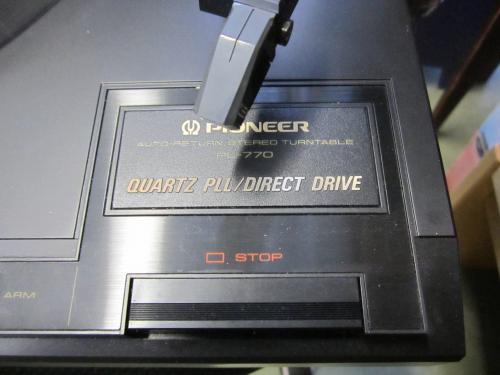 PIONEER
AUTO-RETURN STEREO TURNTABLE
PL-770
QUARTZ PLL/DIRECT DRIVE
STOP
ARM